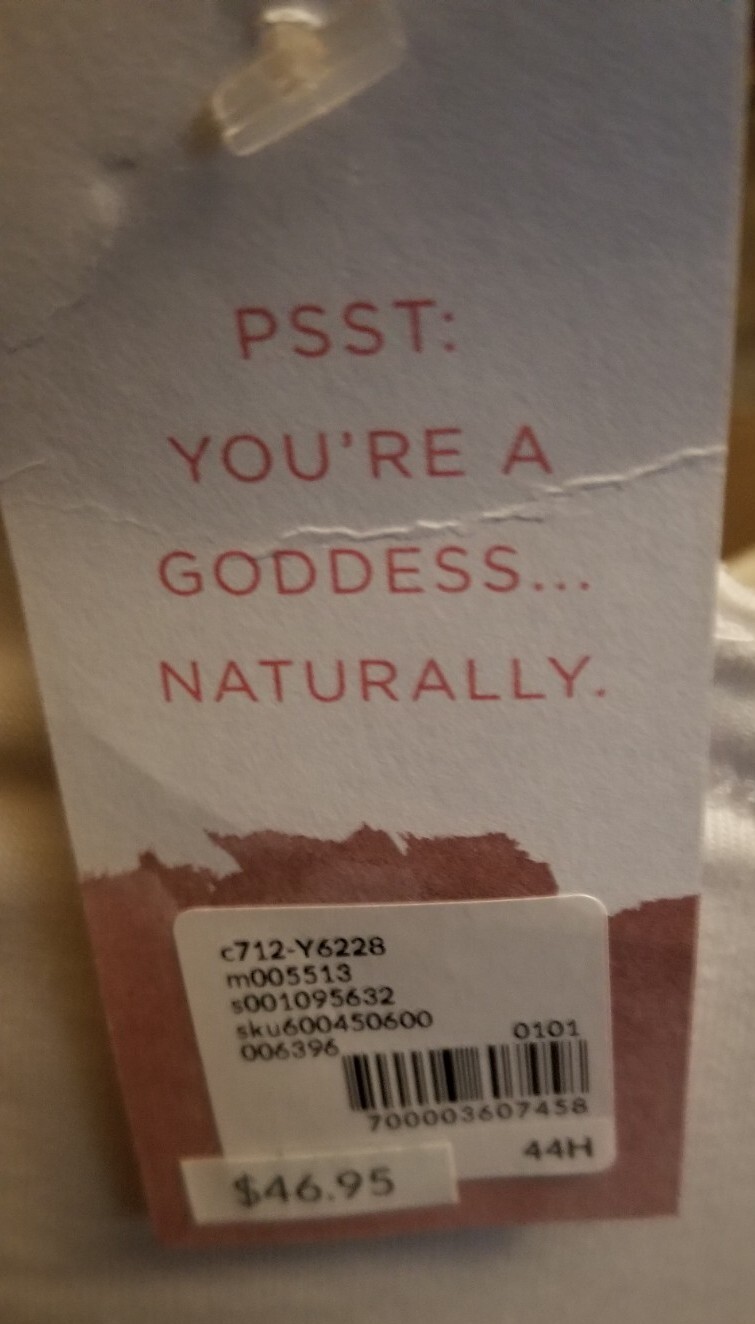 PSST:
YOU'RE A
GODDESS...
NATURALLY.
c712-Y6228
m005513
s001095632
sku600450600
006396
0101
700003607458
44H
$46.95